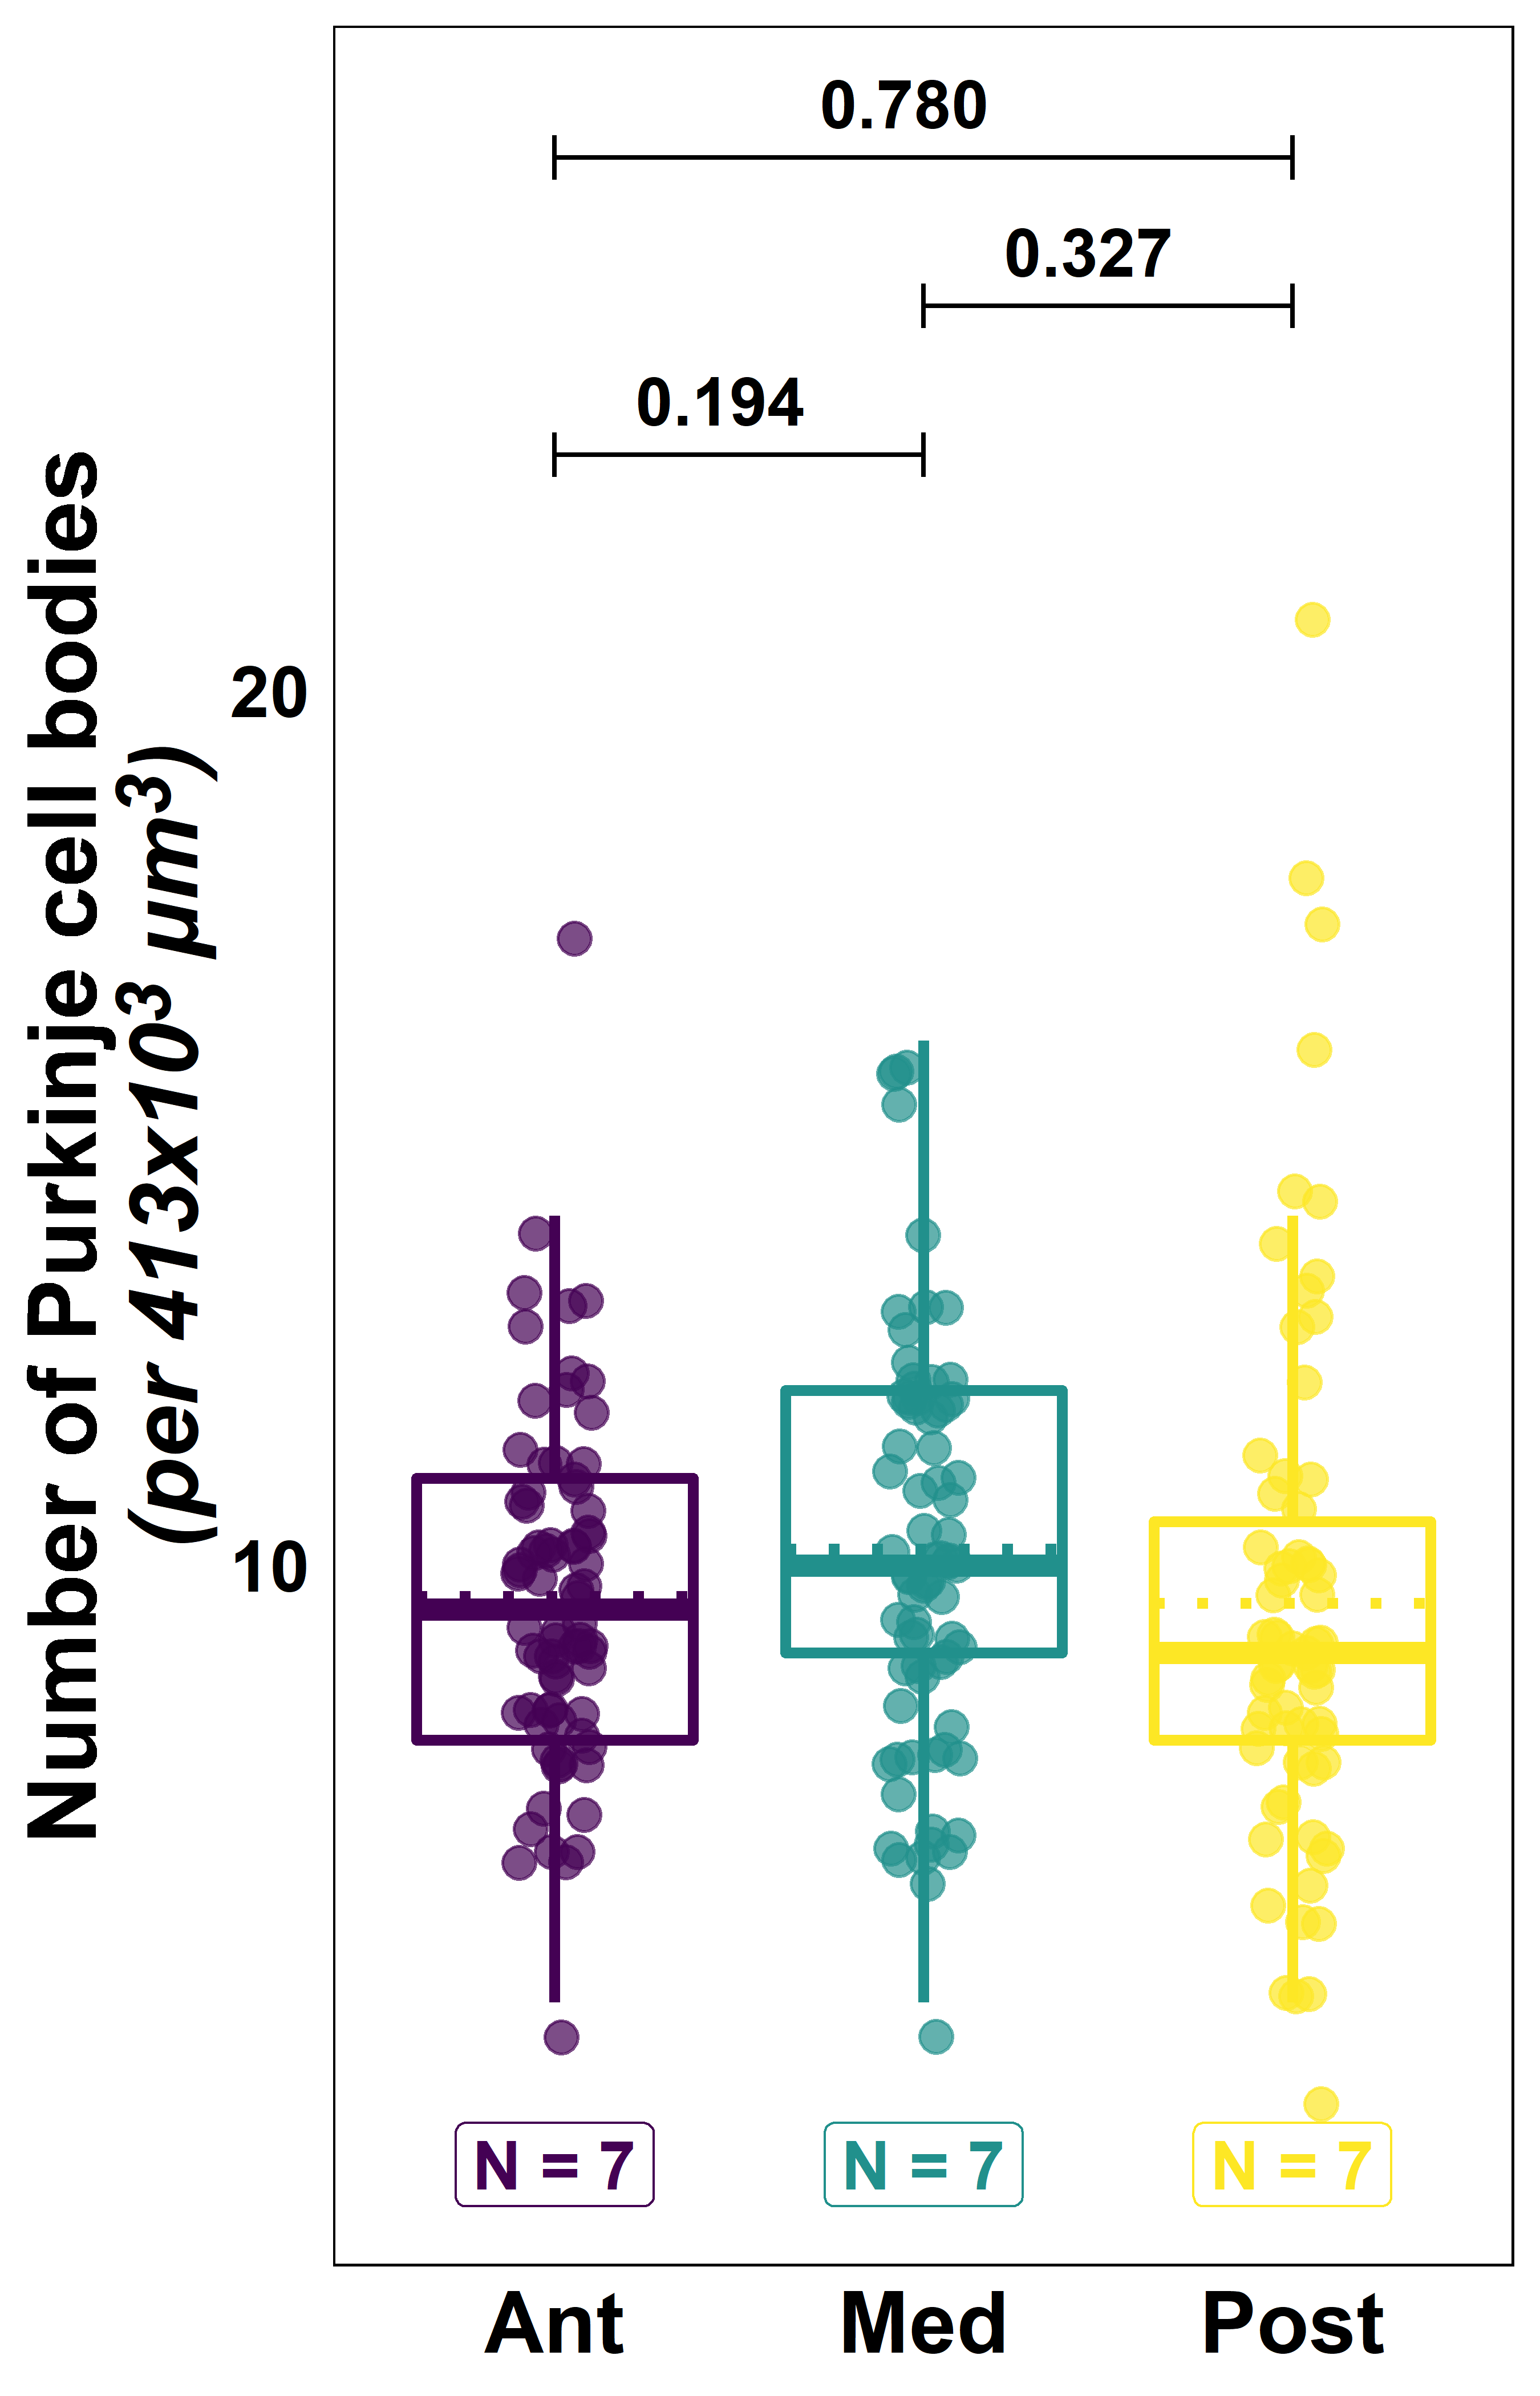 Number of Purkinje cell bodies
(per 413x10³ µm³)
20
10
0.780
0.327
0.194
N = 7
N = 7
N = 7
Ant
Med
Post